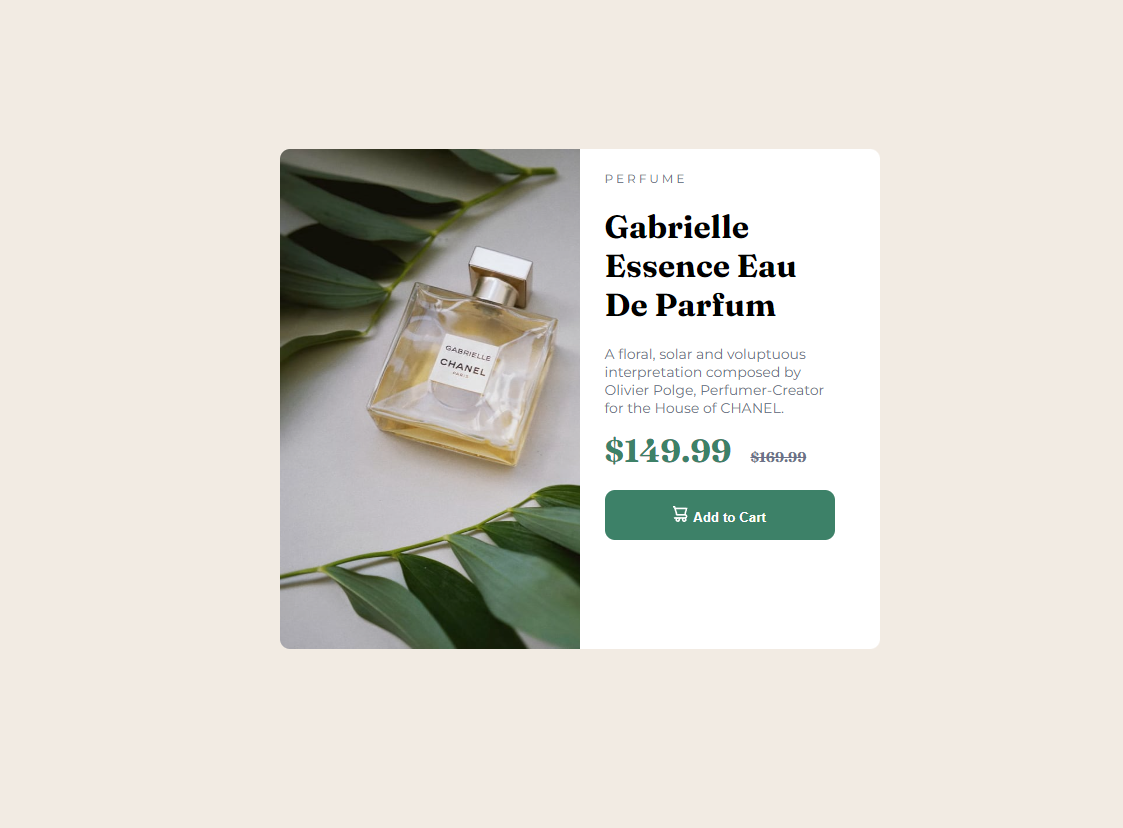 GABRIELLE
CHANEL
PARIS
PERFUME
Gabrielle
Essence Eau
De Parfum
A floral, solar and voluptuous
interpretation composed by
Olivier Polge, Perfumer-Creator
for the House of CHANEL.
$149.99 $169.99
Add to Cart